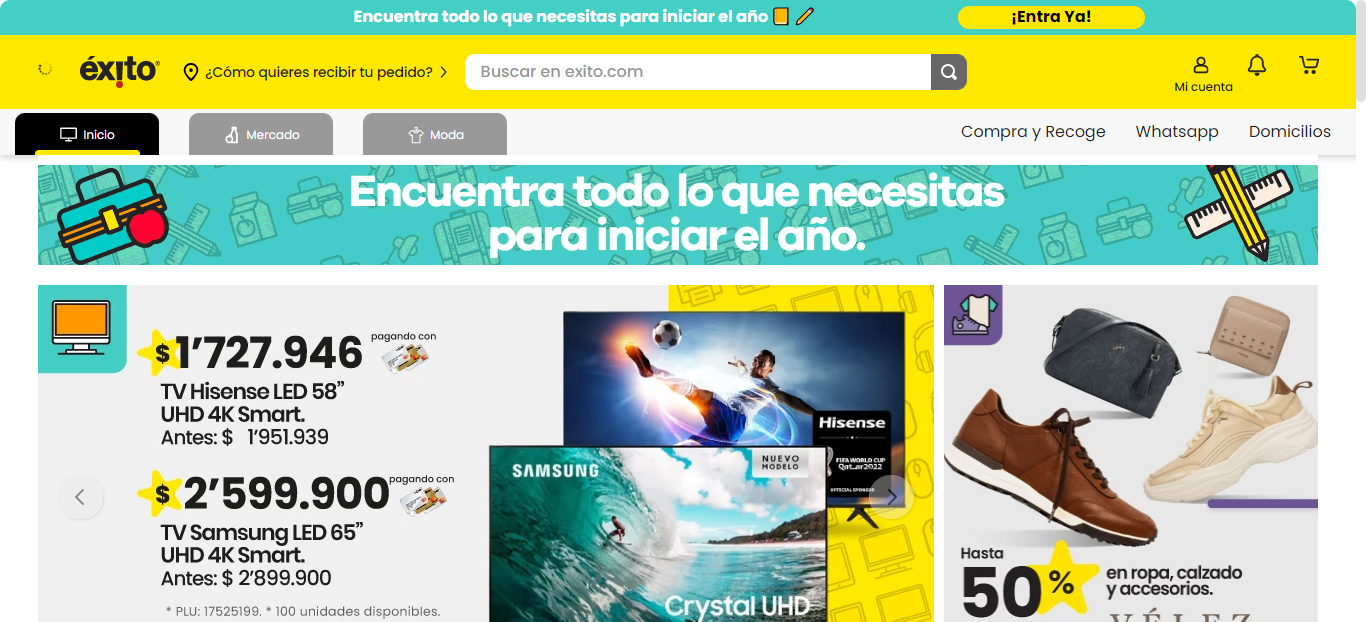 Encuentra todo lo que necesitas para iniciar el año
¡Entra Ya!
éxito
¿Cómo quieres recibir tu pedido?
Buscar en exito.com
Mi cuenta
Inicio
Mercado
Moda
Compra y Recoge
Whatsapp
Domicilios
Encuentra todo lo que necesitas
para iniciar el año.
$1'727.946
pagando con
TV Hisense LED 58”
UHD 4K Smart.
Antes: $ 1'951.939
$2'599.900
pagando con
TV Samsung LED 65”
UHD 4K Smart.
Antes: $ 2'899.900
* PLU: 17525199. * 100 unidades disponibles.
Hisense
FIFA WORLD CUP
Qatar2022
OFFICIAL SPONSOR
SAMSUNG
NUEVO
MODELO
Crystal UHD
Hasta
50%
en ropa, calzado
y accesorios.
VÉLEZ